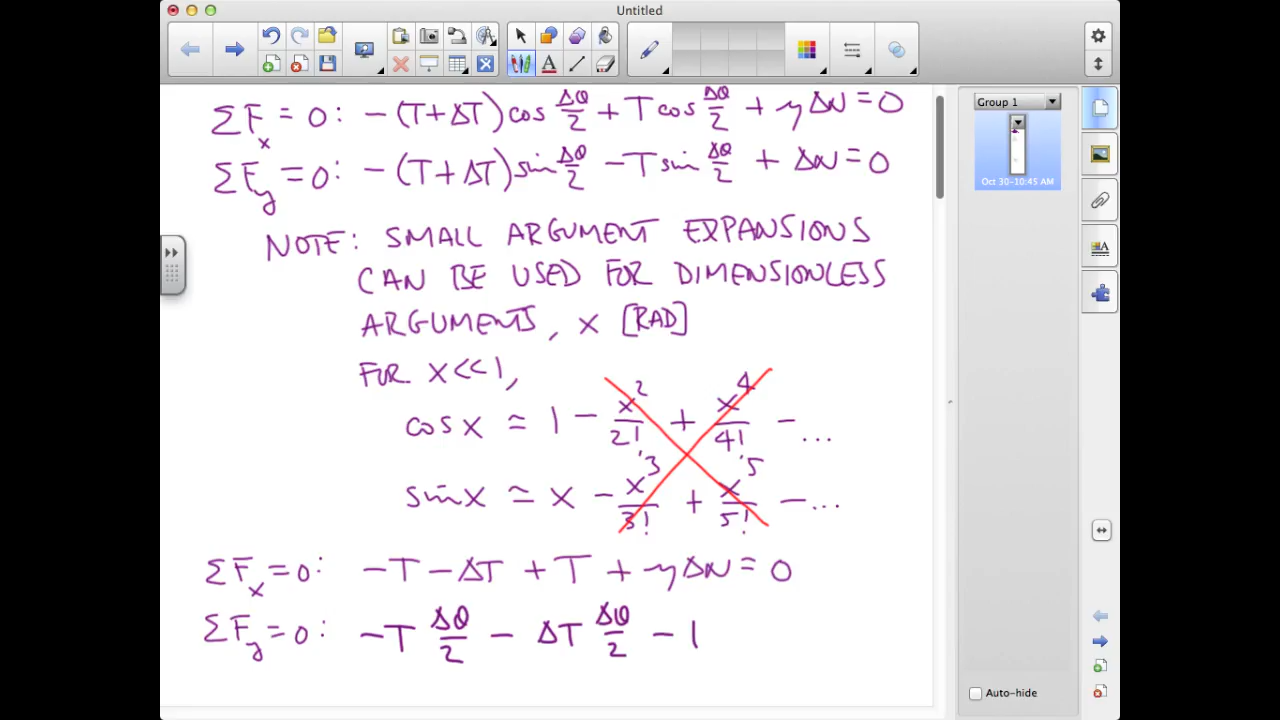 Untitled
ΣFx = 0: -(T+ΔT)cos Δθ/2 + T cos Δθ/2 + μΔN = 0
ΣFy = 0: -(T+ΔT)sin Δθ/2 - T sin Δθ/2 + ΔN = 0
NOTE: SMALL ARGUMENT EXPANSIONS
CAN BE USED FOR DIMENSIONLESS
ARGUMENTS, X [RAD]
FOR X<<1,
cos X ≃ 1 - x²/2! + x⁴/4! - ...
sin X ≃ X - x³/3! + x⁵/5! - ...
ΣFx = 0: -T - ΔT + T + μΔN = 0
ΣFy = 0: -T Δθ/2 - ΔT Δθ/2 - 1
Group 1
Oct 30-10:45 AM
Auto-hide